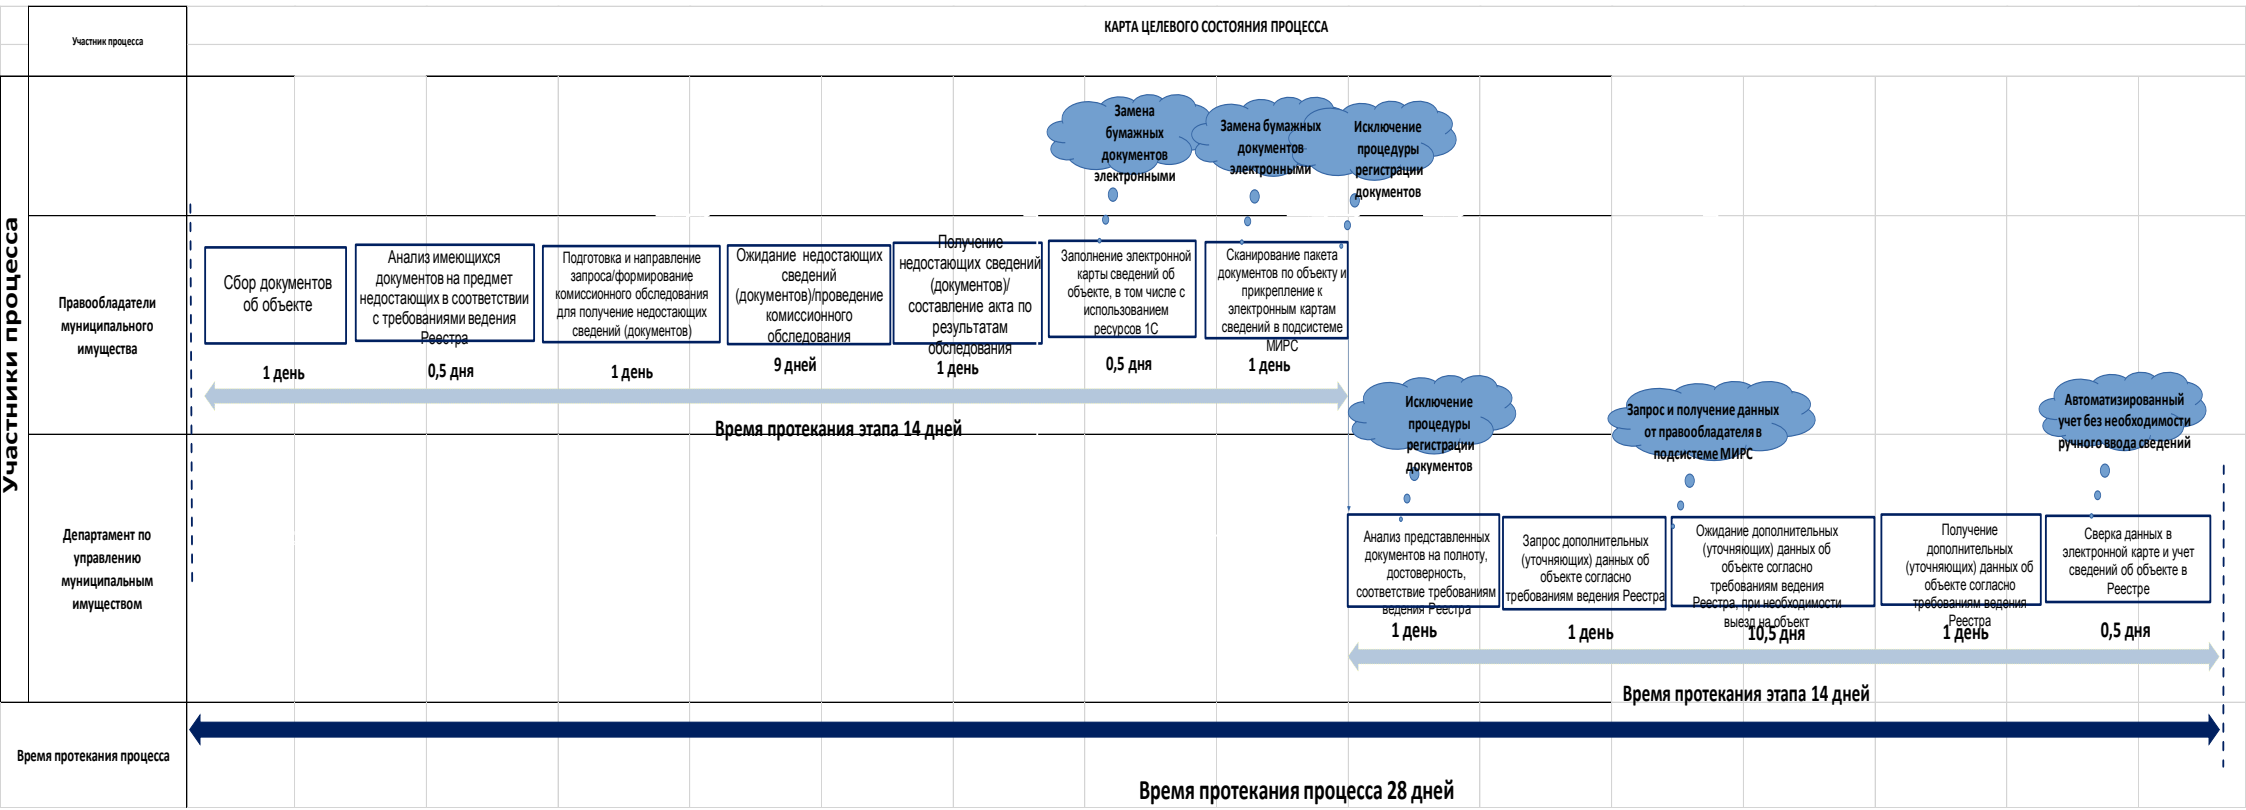 КАРТА ЦЕЛЕВОГО СОСТОЯНИЯ ПРОЦЕССА
Участник процесса
Участники процесса
Замена
бумажных
документов
электронными
Замена бумажных
документов
электронными
Исключение
процедуры
регистрации
документов
Правообладатели
муниципального
имущества
Сбор документов
об объекте
Анализ имеющихся
документов на предмет
недостающих в соответствии
с требованиями ведения
Реестра
Подготовка и направление
запроса/формирование
комиссионного обследования
для получение недостающих
сведений (документов)
Ожидание недостающих
сведений
(документов)/проведение
комиссионного
обследования
Получение
недостающих сведений
(документов)/
составление акта по
результатам
обследования
Заполнение электронной
карты сведений об
объекте, в том числе с
использованием
ресурсов 1С
Сканирование пакета
документов по объекту и
прикрепление к
электронным картам
сведений в подсистеме
МИРС
1 день
0,5 дня
1 день
9 дней
1 день
0,5 дня
1 день
Время протекания этапа 14 дней
Исключение
процедуры
регистрации
документов
Запрос и получение данных
от правообладателя в
подсистеме МИРС
Автоматизированный
учет без необходимости
ручного ввода сведений
Департамент по
управлению
муниципальным
имуществом
Анализ представленных
документов на полноту,
достоверность,
соответствие требованиям
ведения Реестра
Запрос дополнительных
(уточняющих) данных об
объекте согласно
требованиям ведения Реестра
Ожидание дополнительных
(уточняющих) данных об
объекте согласно
требованиям ведения
Реестра, при необходимости
выезд на объект
Получение
дополнительных
(уточняющих) данных об
объекте согласно
требованиям ведения
Реестра
Сверка данных в
электронной карте и учет
сведений об объекте в
Реестре
1 день
1 день
10,5 дня
1 день
0,5 дня
Время протекания этапа 14 дней
Время протекания процесса
Время протекания процесса 28 дней